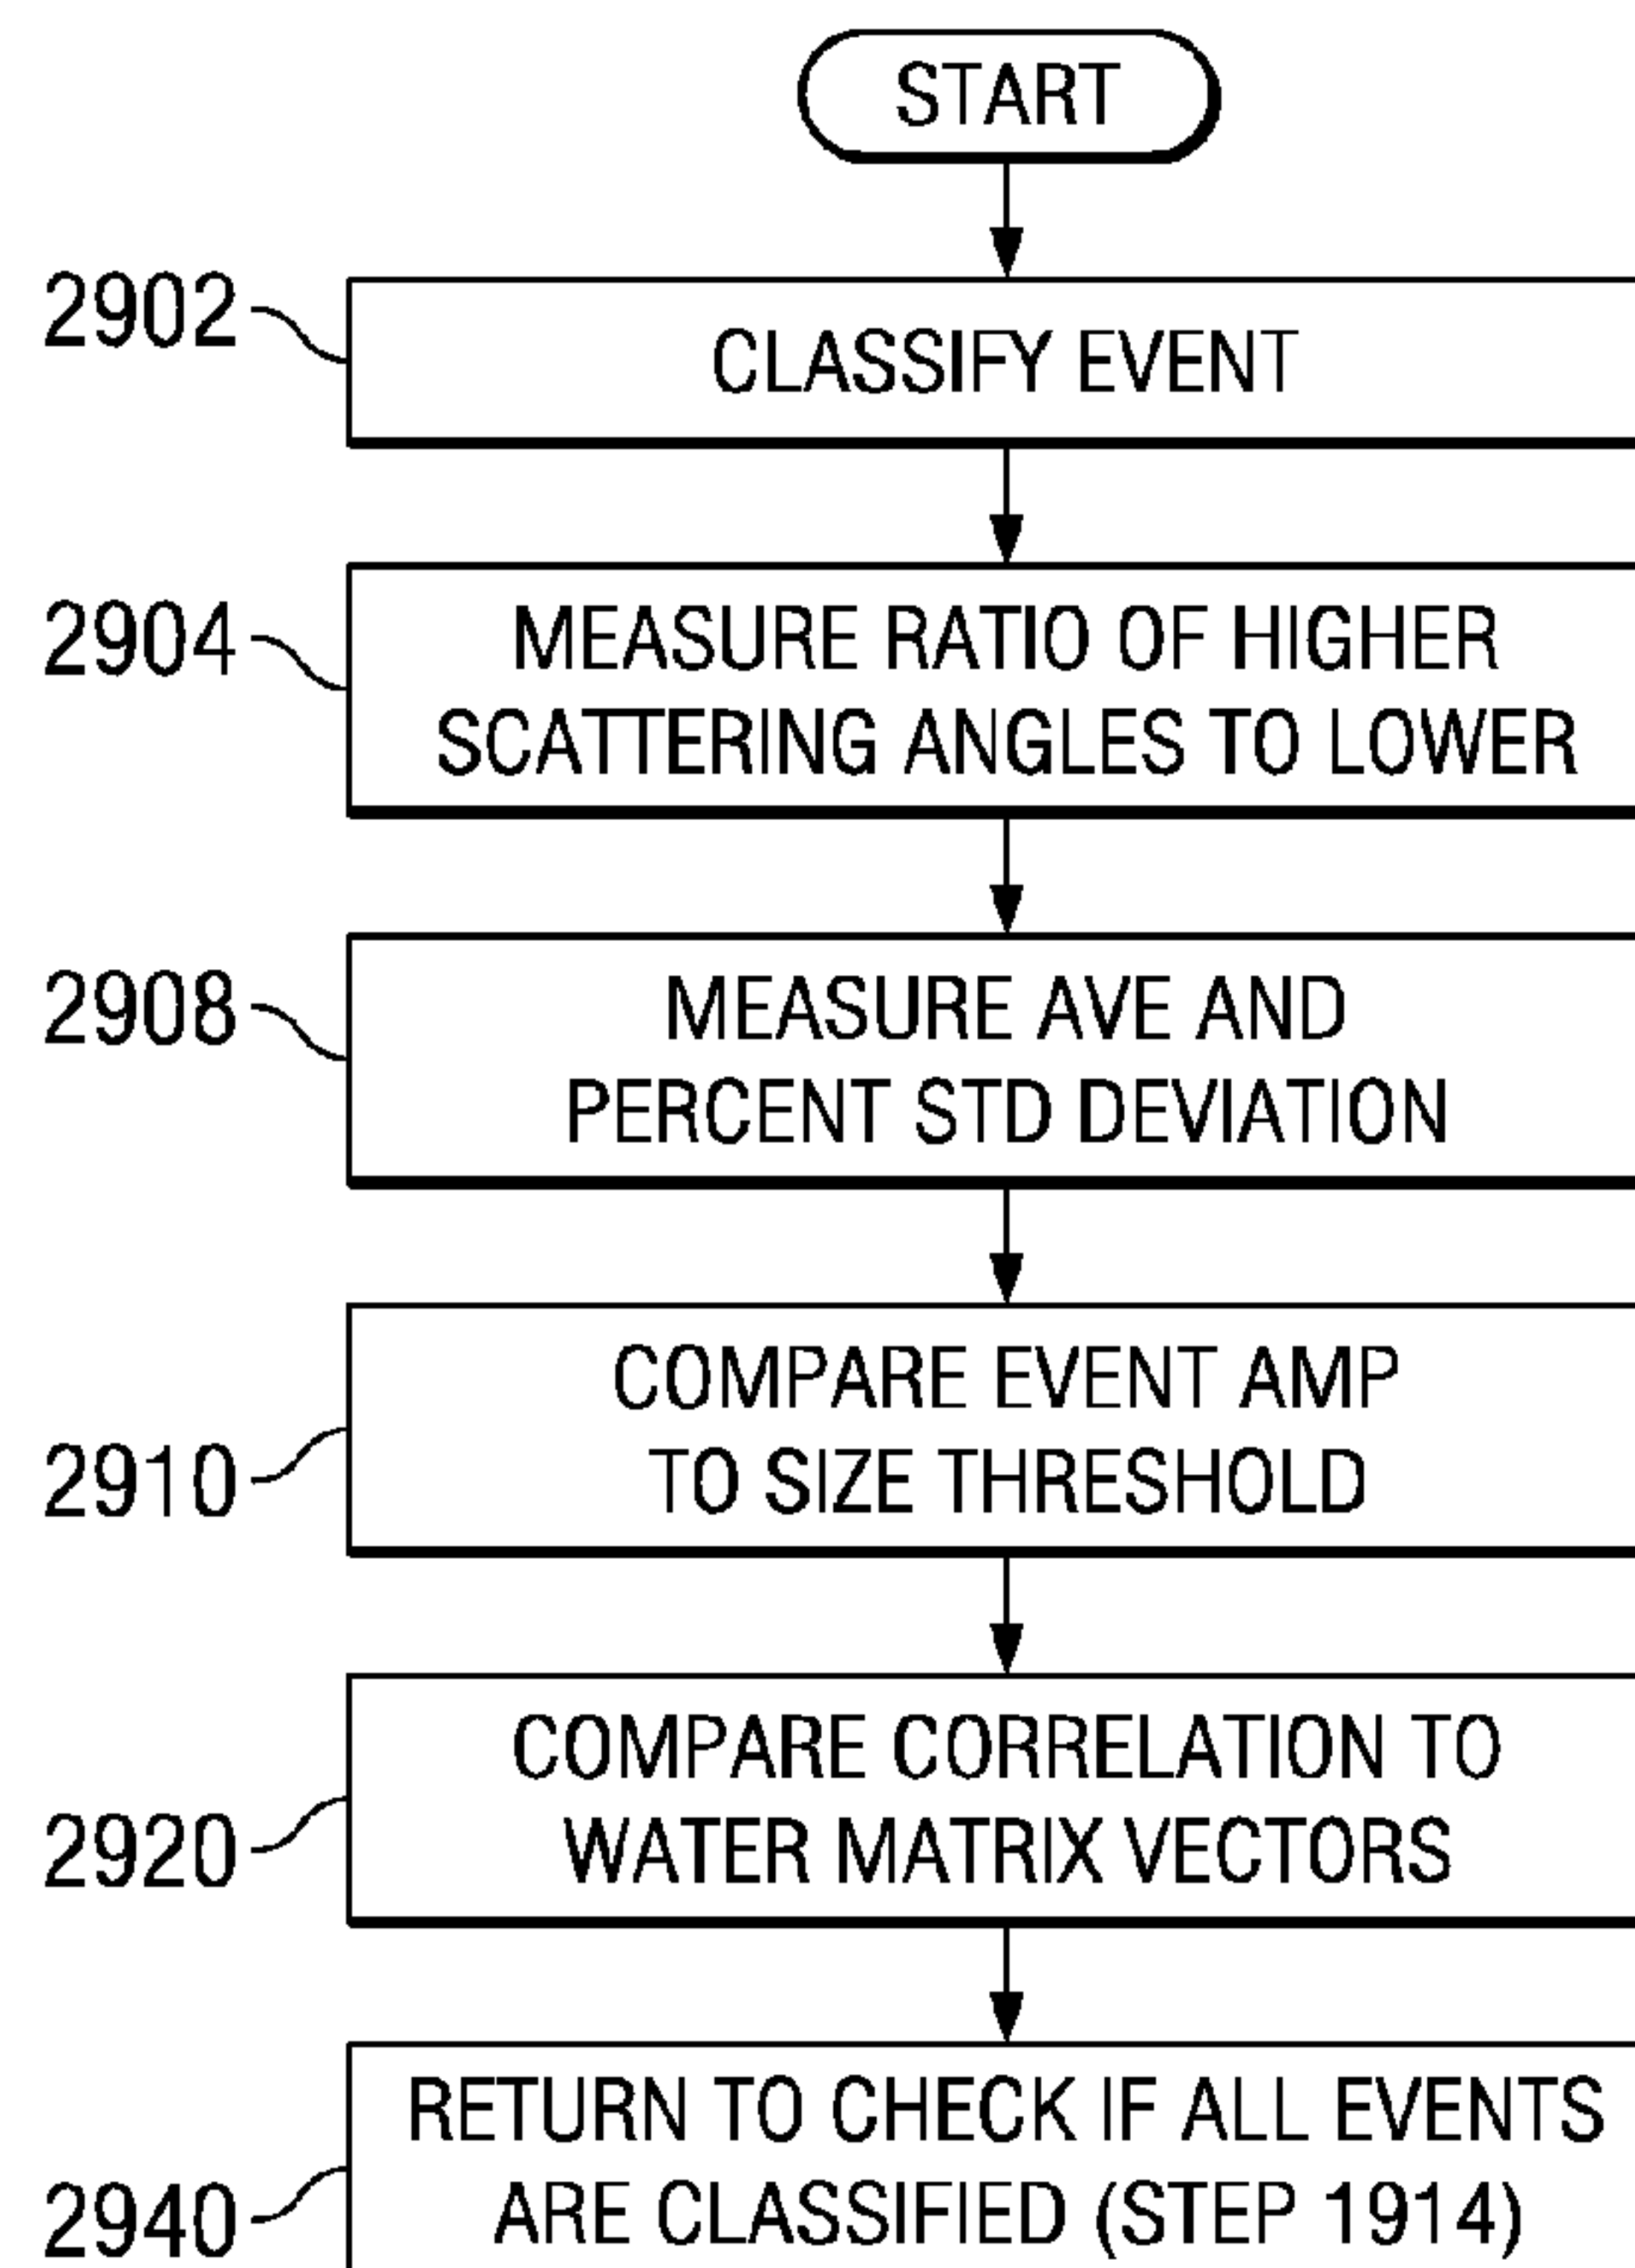 START
2902
CLASSIFY EVENT
2904
MEASURE RATIO OF HIGHER
SCATTERING ANGLES TO LOWER
2908
MEASURE AVE AND
PERCENT STD DEVIATION
COMPARE EVENT AMP
TO SIZE THRESHOLD
2910
COMPARE CORRELATION TO
WATER MATRIX VECTORS
2920
RETURN TO CHECK IF ALL EVENTS
ARE CLASSIFIED (STEP 1914)
2940